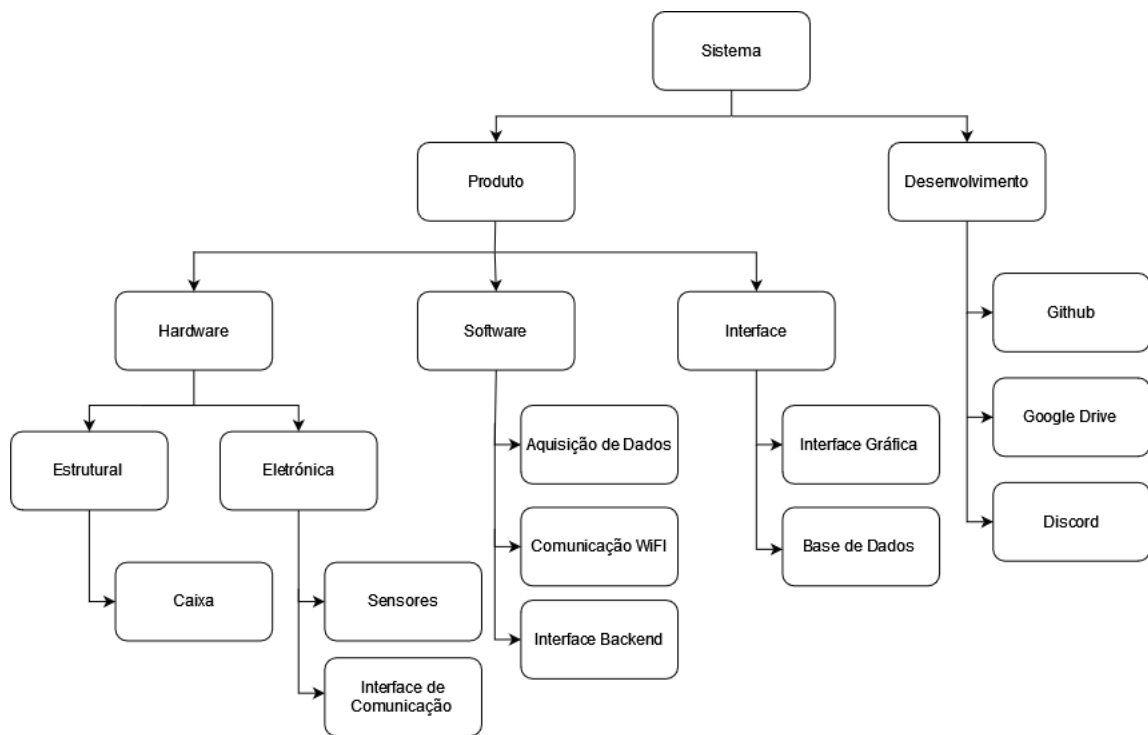 Sistema
Produto
Desenvolvimento
Hardware
Software
Interface
Github
Estrutural
Eletrónica
Aquisição de Dados
Interface Gráfica
Google Drive
Discord
Comunicação WiFI
Base de Dados
Caixa
Sensores
Interface Backend
Interface de
Comunicação